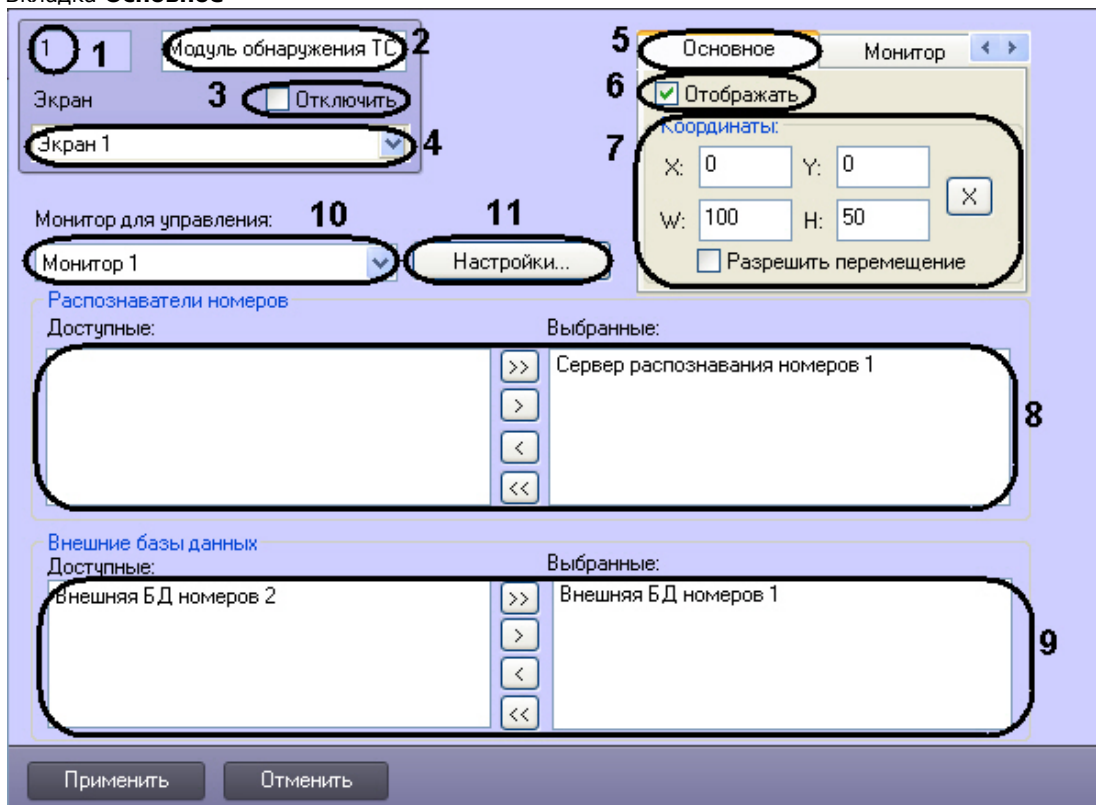 Вкладка Основное
1 1 Модуль обнаружения ТС 2
Экран 3 Отключить
Экран 1 4
5 Основное Монитор
6 Отображать
7 Координаты:
X: 0 Y: 0 X
W: 100 H: 50
Разрешить перемещение
Монитор для управления: 10 11
Монитор 1 Настройки...
Распознаватели номеров
Доступные: Выбранные:
>> Сервер распознавания номеров 1
>
<
<<
8
Внешние базы данных
Доступные: Выбранные:
Внешняя БД номеров 2 >> Внешняя БД номеров 1
>
<
<<
9
Применить Отменить